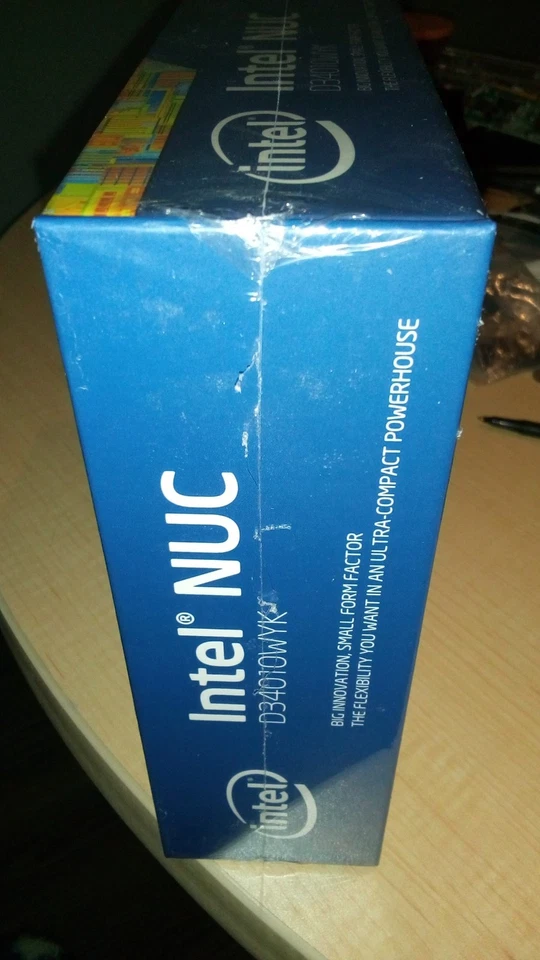 intel®
Intel® NUC
D34010WYK
BIG INNOVATION, SMALL FORM FACTOR
THE FLEXIBILITY YOU WANT IN AN ULTRA-COMPACT POWERHOUSE
intel®
Intel® NUC
D34010WYK